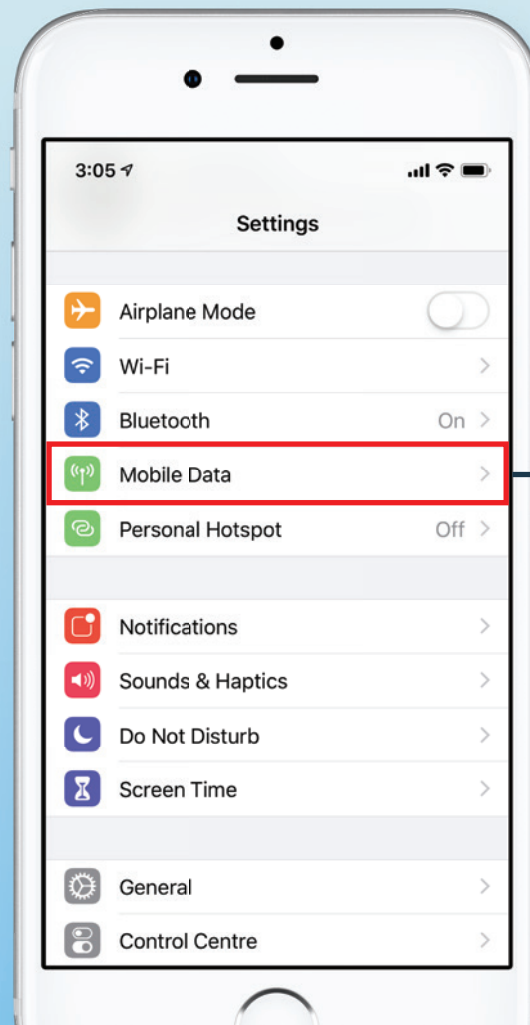 3:05
Settings
Airplane Mode
Wi-Fi
Bluetooth On
Mobile Data
Personal Hotspot Off
Notifications
Sounds & Haptics
Do Not Disturb
Screen Time
General
Control Centre